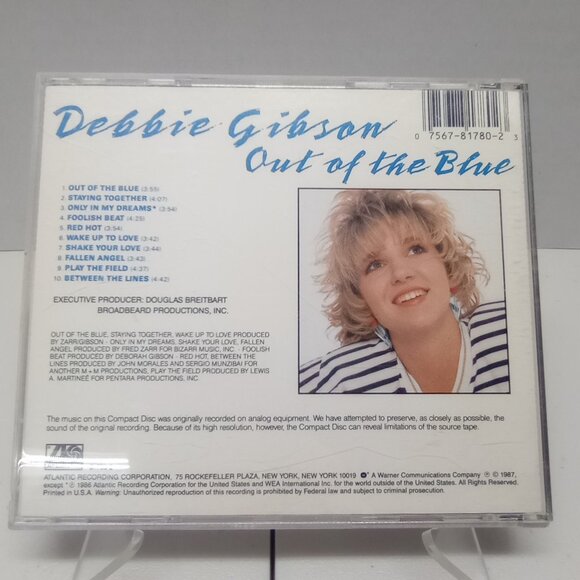 Debbie Gibson
Out of the Blue
0 7567-81780-2 3
1 OUT OF THE BLUE (3:55)
2 STAYING TOGETHER (4:07)
3 ONLY IN MY DREAMS* (3:54)
4 FOOLISH BEAT (4:25)
5 RED HOT (3:54)
6 WAKE UP TO LOVE (3:42)
7 SHAKE YOUR LOVE (3:44)
8 FALLEN ANGEL (3:43)
9 PLAY THE FIELD (4:37)
10 BETWEEN THE LINES (4:42)
EXECUTIVE PRODUCER: DOUGLAS BREITBART
BROADBEARD PRODUCTIONS, INC.
OUT OF THE BLUE, STAYING TOGETHER, WAKE UP TO LOVE PRODUCED
BY ZARR/GIBSON • ONLY IN MY DREAMS, SHAKE YOUR LOVE, FALLEN
ANGEL PRODUCED BY FRED ZARR FOR BIZARR MUSIC, INC. • FOOLISH
BEAT PRODUCED BY DEBORAH GIBSON • RED HOT, BETWEEN THE
LINES PRODUCED BY JOHN MORALES AND SERGIO MUNZIBAI FOR
ANOTHER M + M PRODUCTIONS, PLAY THE FIELD PRODUCED BY LEWIS
A. MARTINEÉ FOR PENTARA PRODUCTIONS, INC.
The music on this Compact Disc was originally recorded on analog equipment. We have attempted to preserve, as closely as possible, the
sound of the original recording. Because of its high resolution, however, the Compact Disc can reveal limitations of the source tape.
ATLANTIC RECORDING CORPORATION, 75 ROCKEFELLER PLAZA, NEW YORK, NEW YORK 10019 A Warner Communications Company ℗ © 1987,
except * ℗ 1986 Atlantic Recording Corporation for the United States and WEA International Inc. for the world outside of the United States. All Rights Reserved.
Printed in U.S.A. Warning: Unauthorized reproduction of this recording is prohibited by Federal law and subject to criminal prosecution.